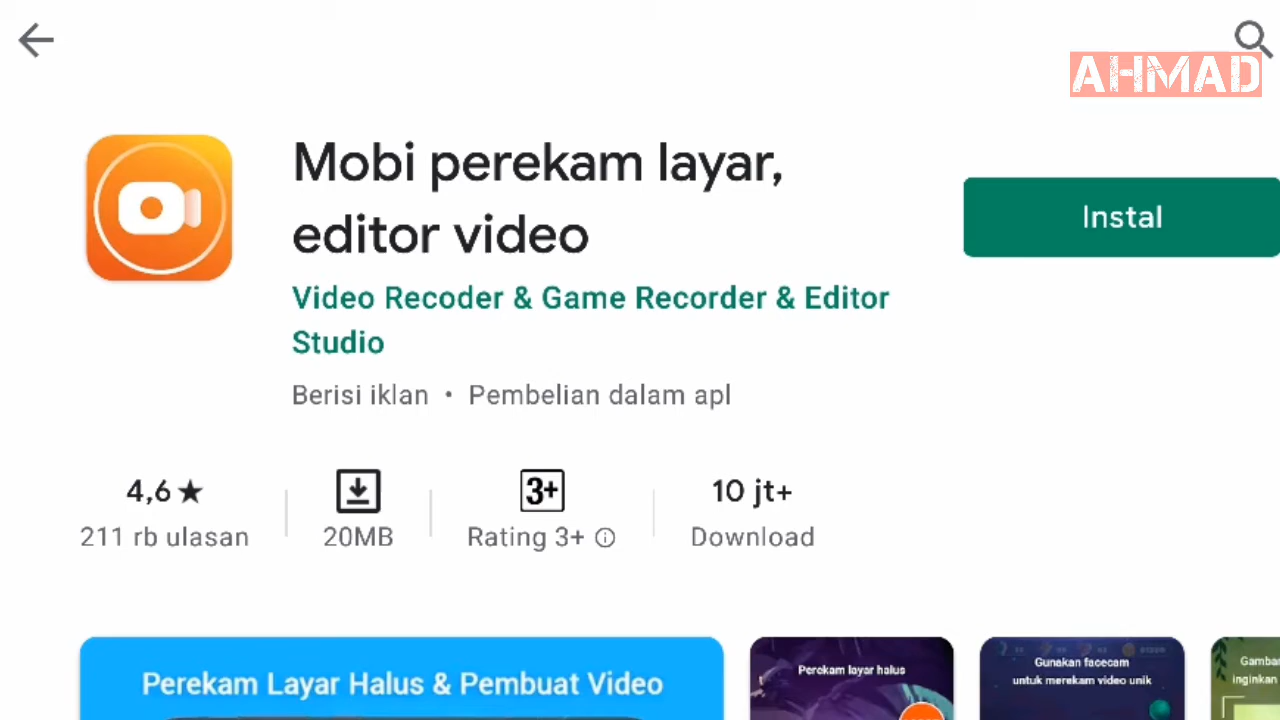 AHMAD
Mobi perekam layar,
editor video
Instal
Video Recoder & Game Recorder & Editor
Studio
Berisi iklan • Pembelian dalam apl
4,6★
3+
10 jt+
211 rb ulasan
20MB
Rating 3+
Download
Perekam Layar Halus & Pembuat Video
Perekam layar halus
Gunakan facecam
untuk merekam video unik
inginkan